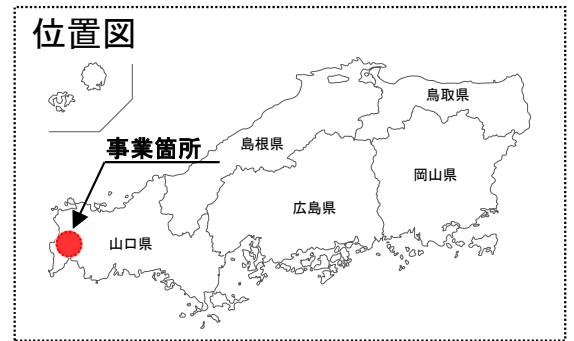 位置図
鳥取県
事業箇所
島根県
岡山県
広島県
山口県